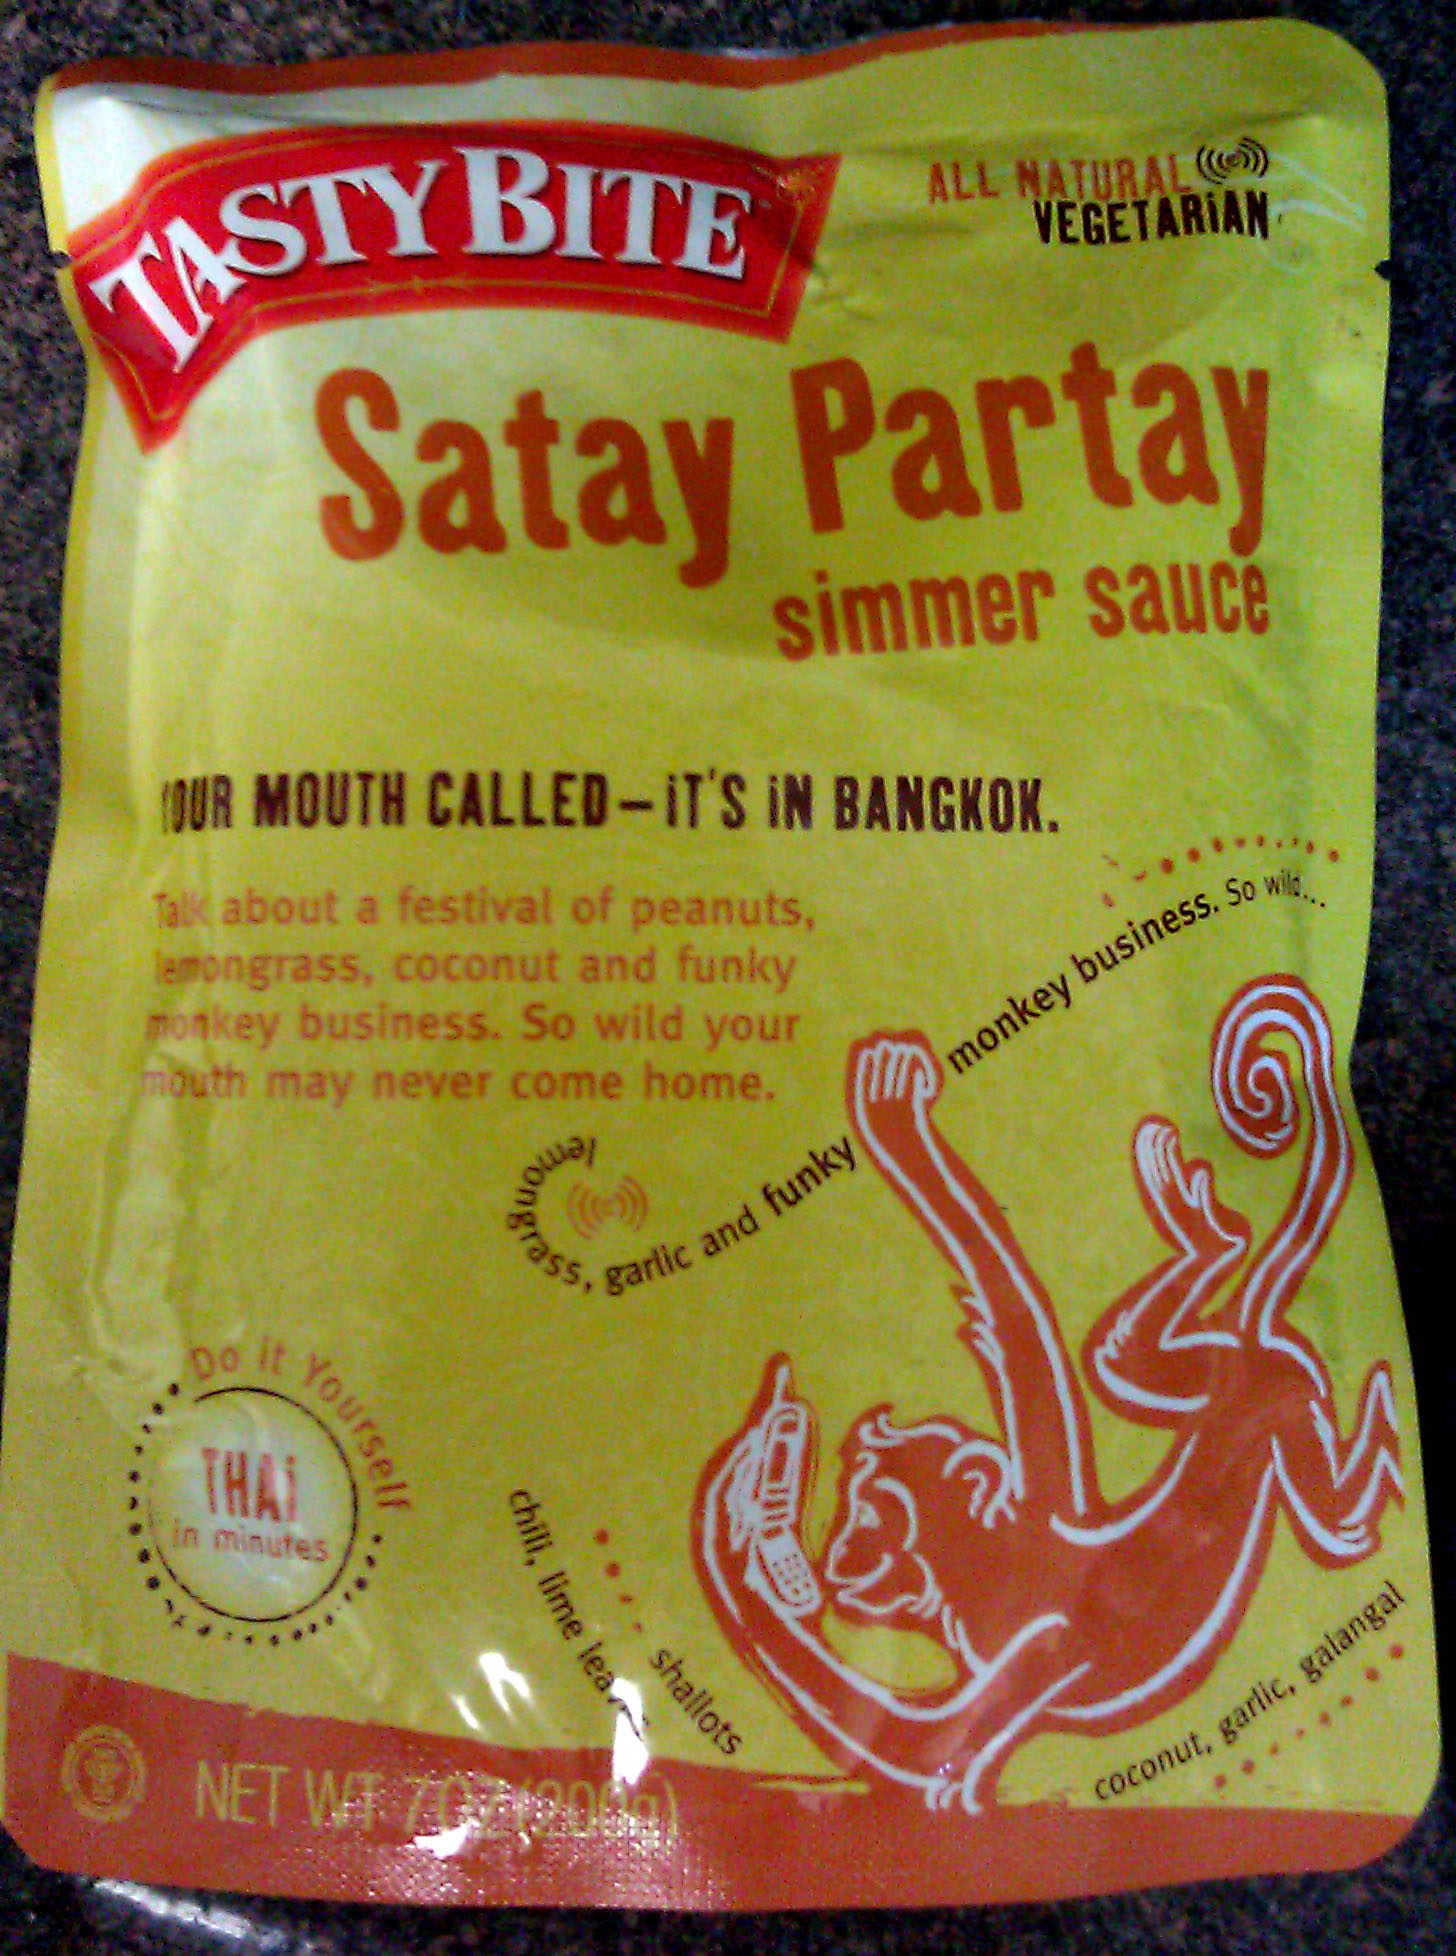 TASTY BITE
ALL NATURAL
VEGETARiAN
Satay Partay
simmer sauce
YOUR MOUTH CALLED—iT'S iN BANGKOK.
Talk about a festival of peanuts,
lemongrass, coconut and funky
monkey business. So wild your
mouth may never come home.
lemongrass, garlic and funky monkey business. So wild...
Do it Yourself
THAi
in minutes
chili, lime
shallots
coconut, garlic, galangal
NET WT 7 OZ (200g)